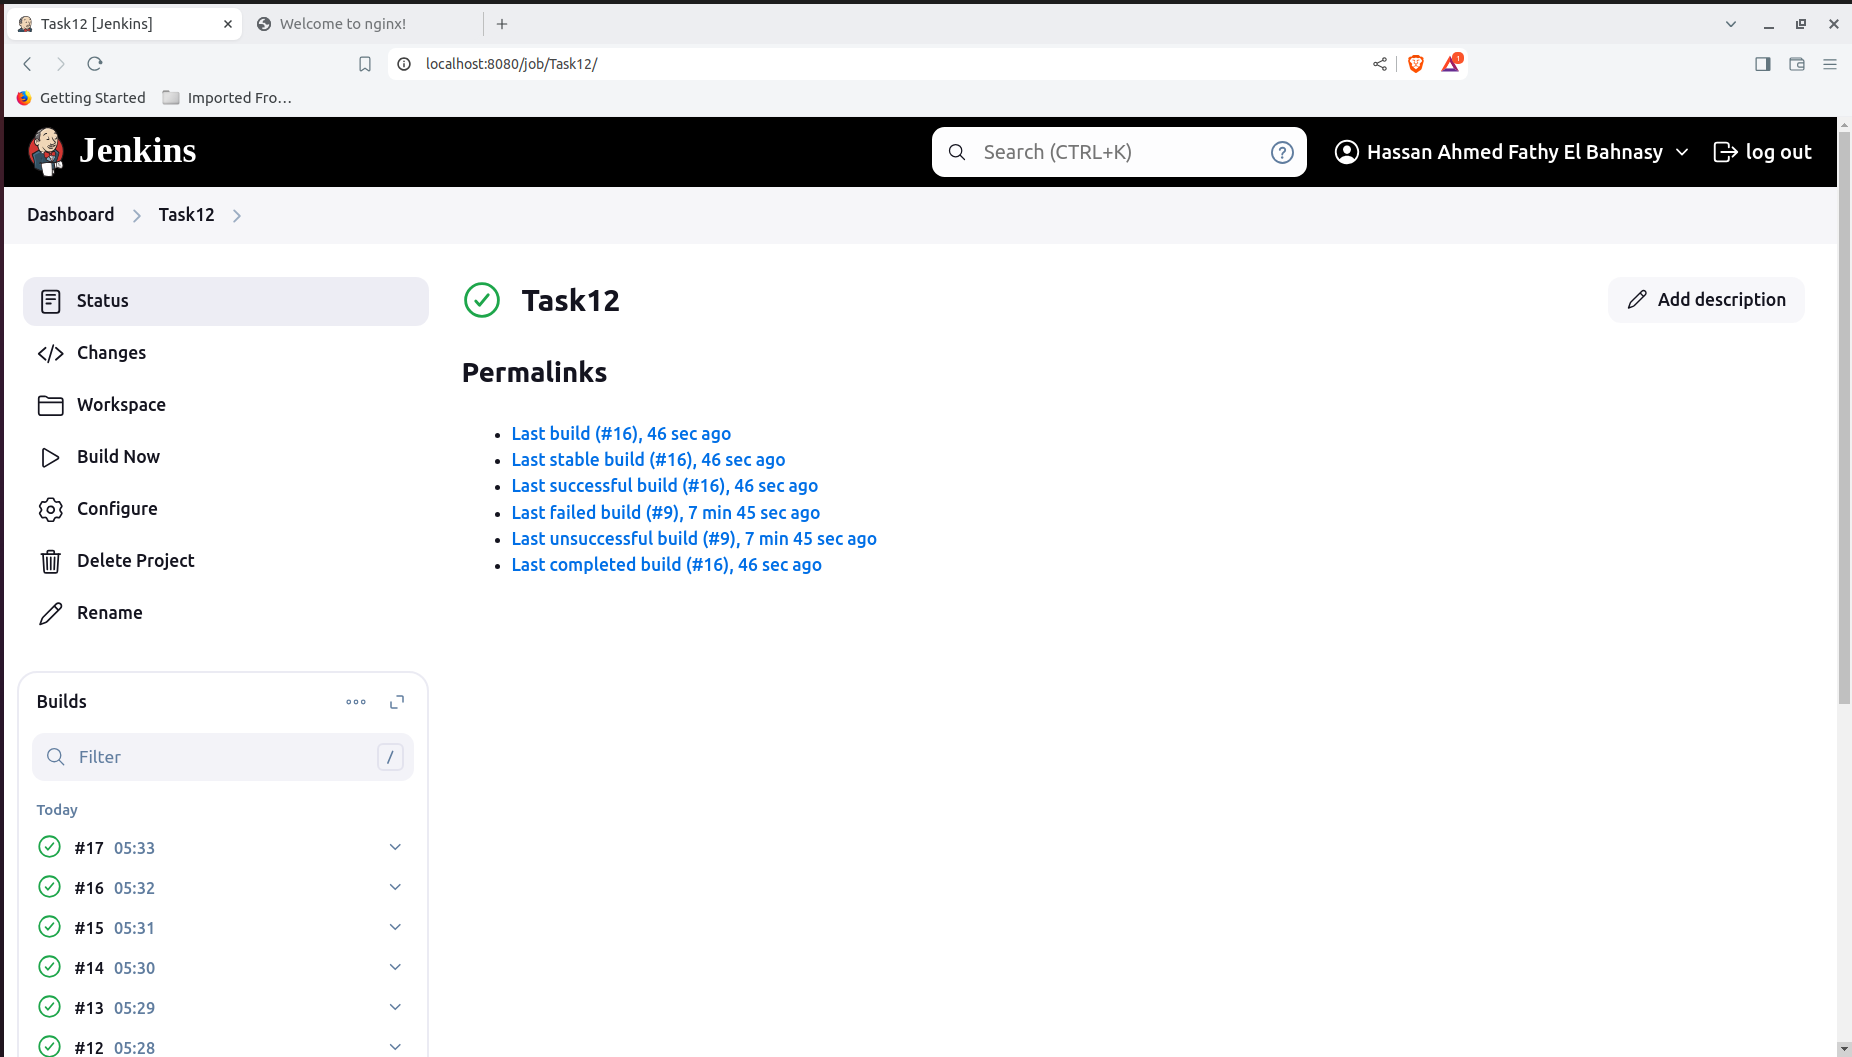 Task12 [Jenkins]
Welcome to nginx!
localhost:8080/job/Task12/
1
Getting Started
Imported Fro…
Jenkins
Search (CTRL+K)
?
Hassan Ahmed Fathy El Bahnasy
log out
Dashboard
Task12
Status
Changes
Workspace
Build Now
Configure
Delete Project
Rename
Task12
Add description
Permalinks
Last build (#16), 46 sec ago
Last stable build (#16), 46 sec ago
Last successful build (#16), 46 sec ago
Last failed build (#9), 7 min 45 sec ago
Last unsuccessful build (#9), 7 min 45 sec ago
Last completed build (#16), 46 sec ago
Builds
Filter
/
Today
#17 05:33
#16 05:32
#15 05:31
#14 05:30
#13 05:29
#12 05:28